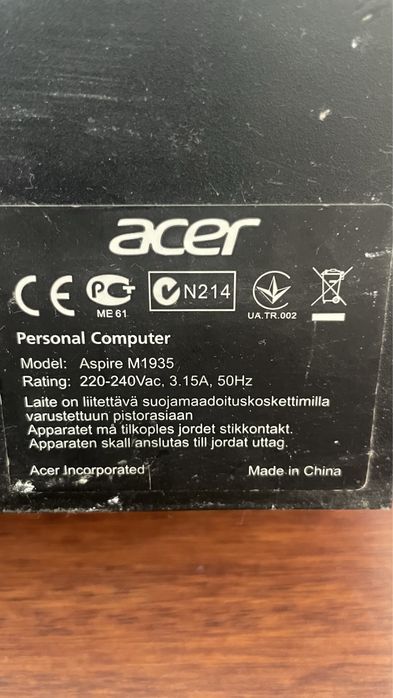 acer
CE PCT N214
ME 61 UA.TR.002
Personal Computer
Model: Aspire M1935
Rating: 220-240Vac, 3.15A, 50Hz
Laite on liitettävä suojamaadoituskoskettimilla
varustettuun pistorasiaan
Apparatet må tilkoples jordet stikkontakt.
Apparaten skall anslutas till jordat uttag.
Acer Incorporated Made in China